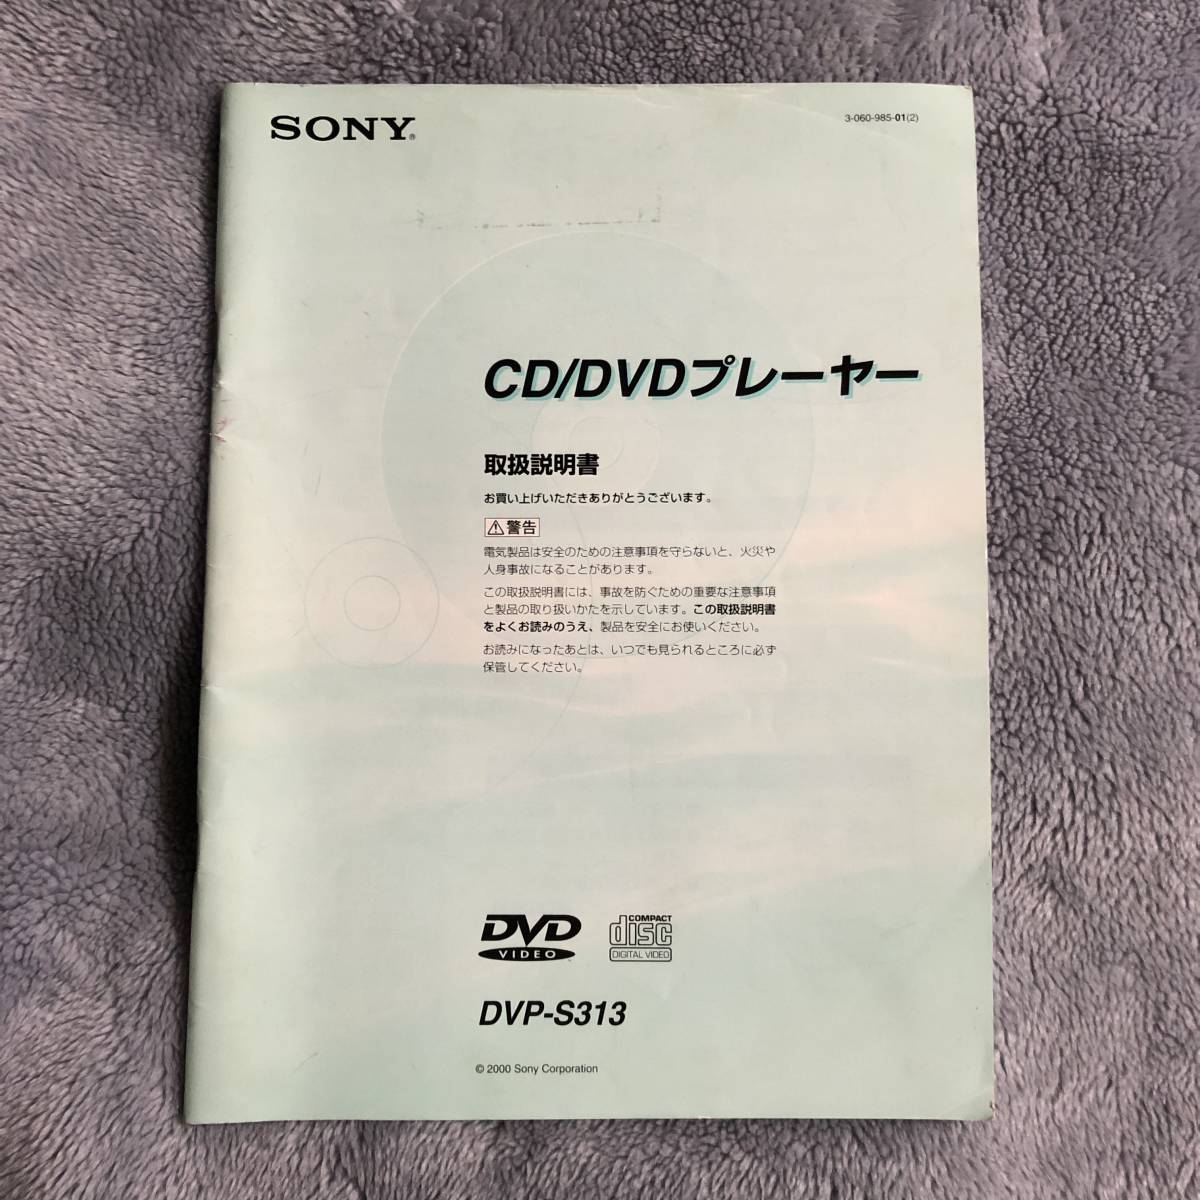 SONY®
3-060-985-01(2)
CD/DVDプレーヤー
取扱説明書
お買い上げいただきありがとうございます。
⚠警告
電気製品は安全のための注意事項を守らないと、火災や
人身事故になることがあります。
この取扱説明書には、事故を防ぐための重要な注意事項
と製品の取り扱いかたを示しています。この取扱説明書
をよくお読みのうえ、製品を安全にお使いください。
お読みになったあとは、いつでも見られるところに必ず
保管してください。
DVD
VIDEO
COMPACT
disc
DIGITAL VIDEO
DVP-S313
© 2000 Sony Corporation